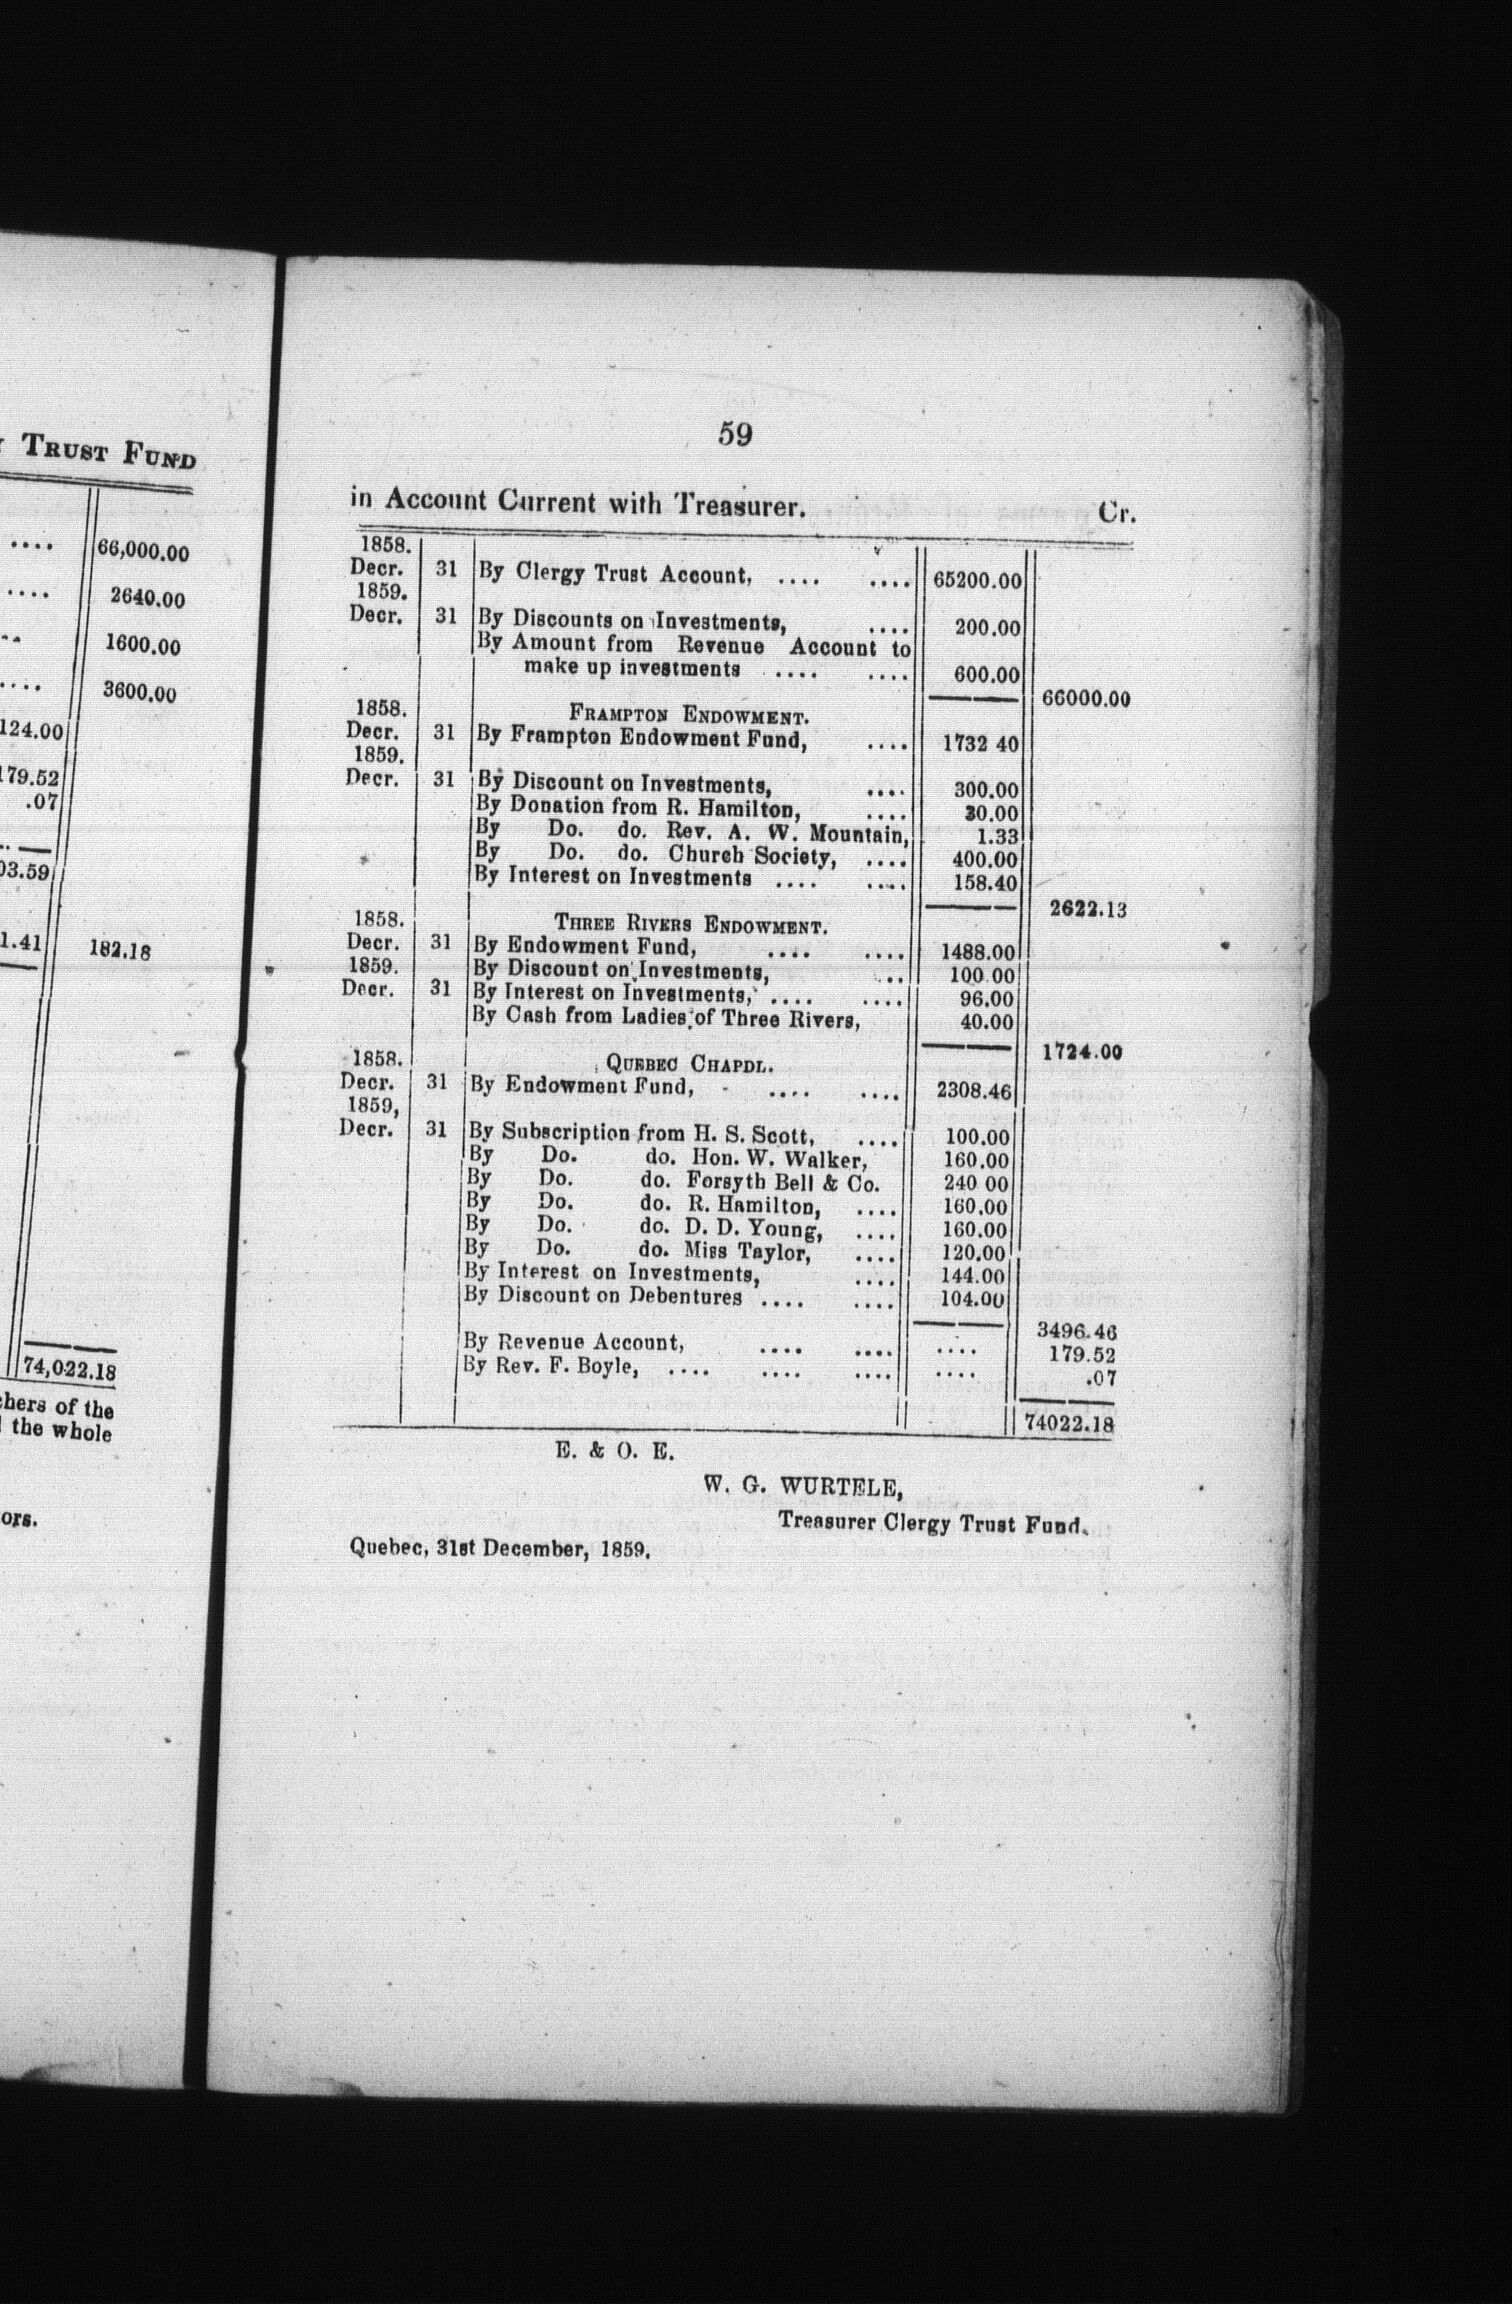 TRUST FUND
.... 66,000.00
.... 2640.00
1600.00
.... 3600.00
124.00
179.52
.07
03.59
1.41 182.18
74,022.18
chers of the
the whole
ors.
59
in Account Current with Treasurer. Cr.
1858.
Decr. 31 By Clergy Trust Account, .... .... 65200.00
1859.
Decr. 31 By Discounts on Investments, .... 200.00
By Amount from Revenue Account to
make up investments .... .... 600.00
66000.00
1858. FRAMPTON ENDOWMENT.
Decr. 31 By Frampton Endowment Fund, .... 1732 40
1859.
Decr. 31 By Discount on Investments, .... 300.00
By Donation from R. Hamilton, .... 30.00
By Do. do. Rev. A. W. Mountain, 1.33
By Do. do. Church Society, .... 400.00
By Interest on Investments .... .... 158.40
2622.13
1858. THREE RIVERS ENDOWMENT.
Decr. 31 By Endowment Fund, .... .... 1488.00
1859. By Discount on Investments, .. 100.00
Decr. 31 By Interest on Investments, .... .... 96.00
By Cash from Ladies of Three Rivers, 40.00
1724.00
1858. QUEBEC CHAPDL.
Decr. 31 By Endowment Fund, .... .... 2308.46
1859,
Decr. 31 By Subscription from H. S. Scott, .... 100.00
By Do. do. Hon. W. Walker, 160.00
By Do. do. Forsyth Bell & Co. 240 00
By Do. do. R. Hamilton, .... 160.00
By Do. do. D. D. Young, .... 160.00
By Do. do. Miss Taylor, .... 120.00
By Interest on Investments, .... 144.00
By Discount on Debentures .... .... 104.00
3496.46
By Revenue Account, .... .... .... 179.52
By Rev. F. Boyle, .... .... .... .... .07
74022.18
E. & O. E.
W. G. WURTELE,
Treasurer Clergy Trust Fund.
Quebec, 31st December, 1859.